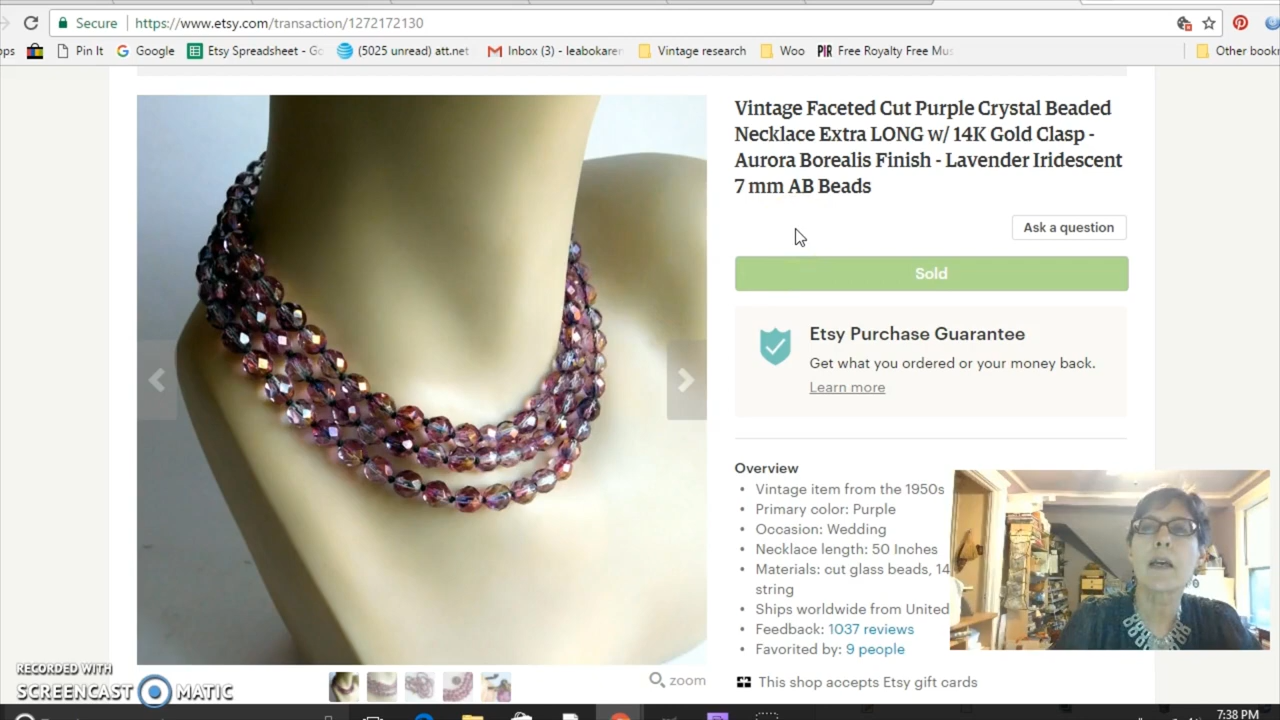 Secure https://www.etsy.com/transaction/1272172130
Pin It Google Etsy Spreadsheet - Go (5025 unread) att.net Inbox (3) - leabokaren Vintage research Woo PIR Free Royalty Free Mus Other book
Vintage Faceted Cut Purple Crystal Beaded
Necklace Extra LONG w/ 14K Gold Clasp -
Aurora Borealis Finish - Lavender Iridescent
7 mm AB Beads
Ask a question
Sold
Etsy Purchase Guarantee
Get what you ordered or your money back.
Learn more
Overview
• Vintage item from the 1950s
• Primary color: Purple
• Occasion: Wedding
• Necklace length: 50 Inches
• Materials: cut glass beads, 14
string
• Ships worldwide from United
• Feedback: 1037 reviews
• Favorited by: 9 people
This shop accepts Etsy gift cards
zoom
RECORDED WITH
SCREENCAST MATIC
7:38 PM